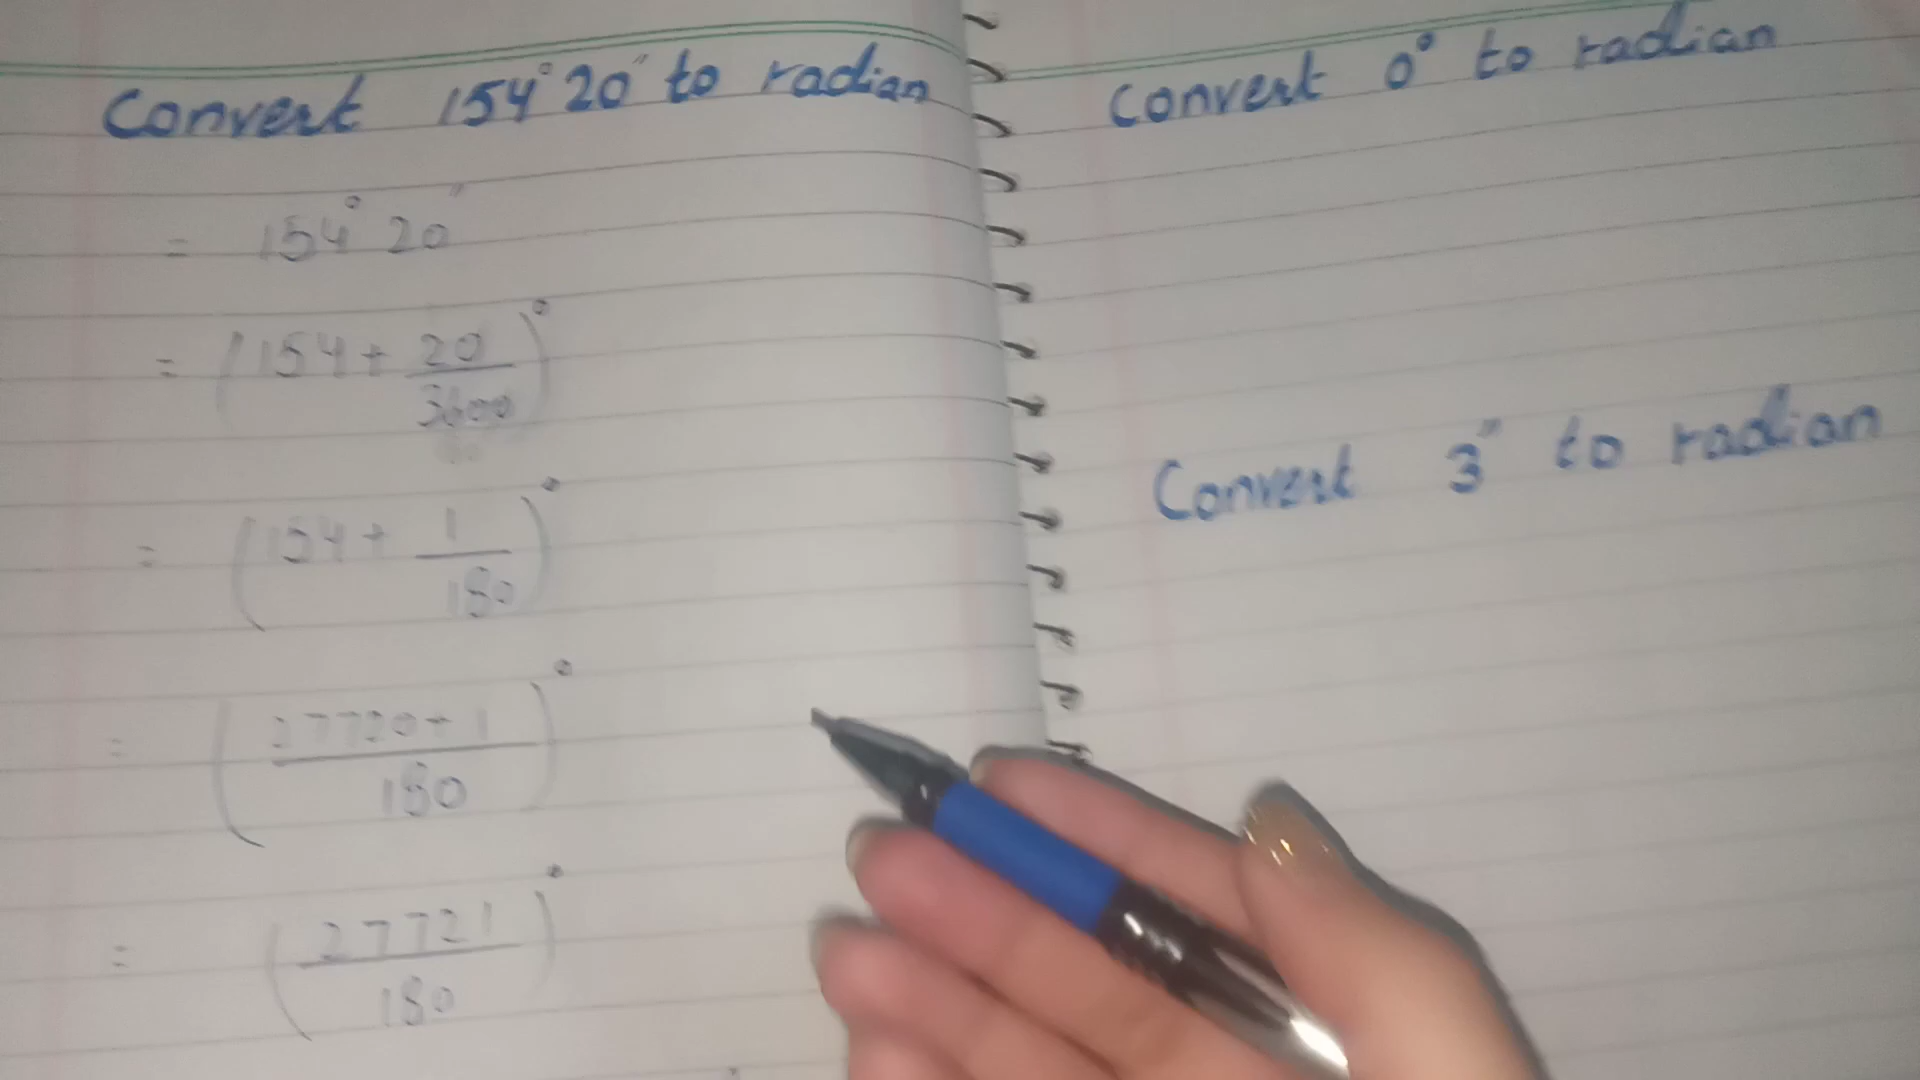 Convert 154° 20" to radian
= 154° 20"
= (154 + 20/3600)°
= (154 + 1/180)°
= (27720 + 1/180)°
= (27721/180)°
Convert 0° to radian
Convert 3" to radian